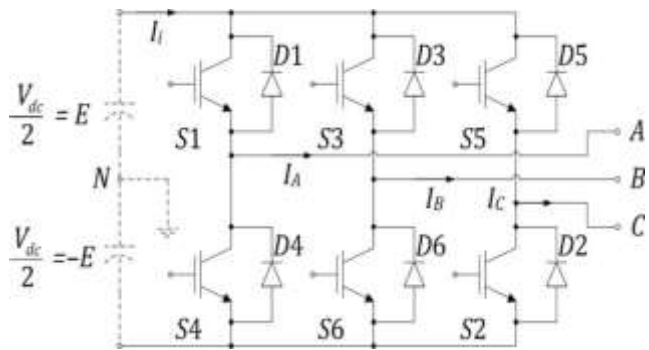 I_i
D1 D3 D5
V_dc/2 = E
S1 S3 S5
A
N
I_A
B
I_B I_C
C
V_dc/2 =-E
D4 D6 D2
S4 S6 S2